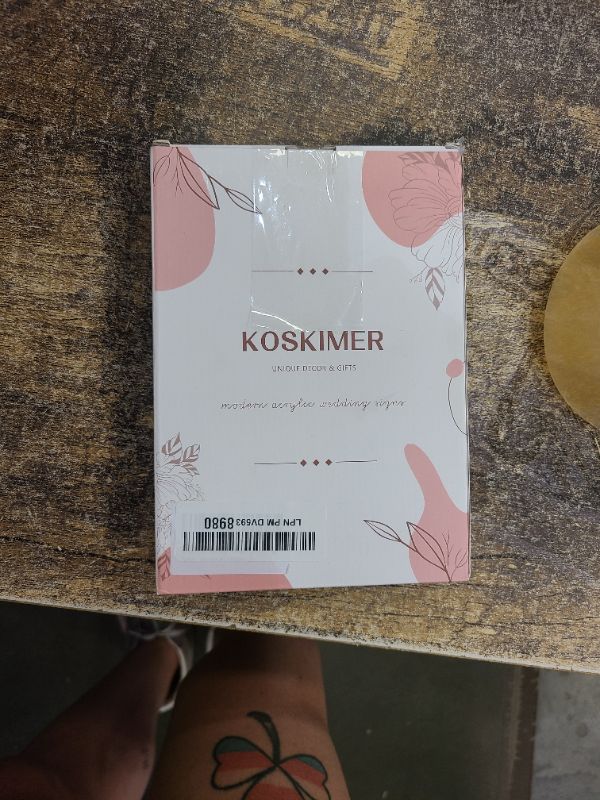 KOSKIMER
UNIQUE DECOR & GIFTS
modern acrylic wedding signs
LPN PM DV593 8980